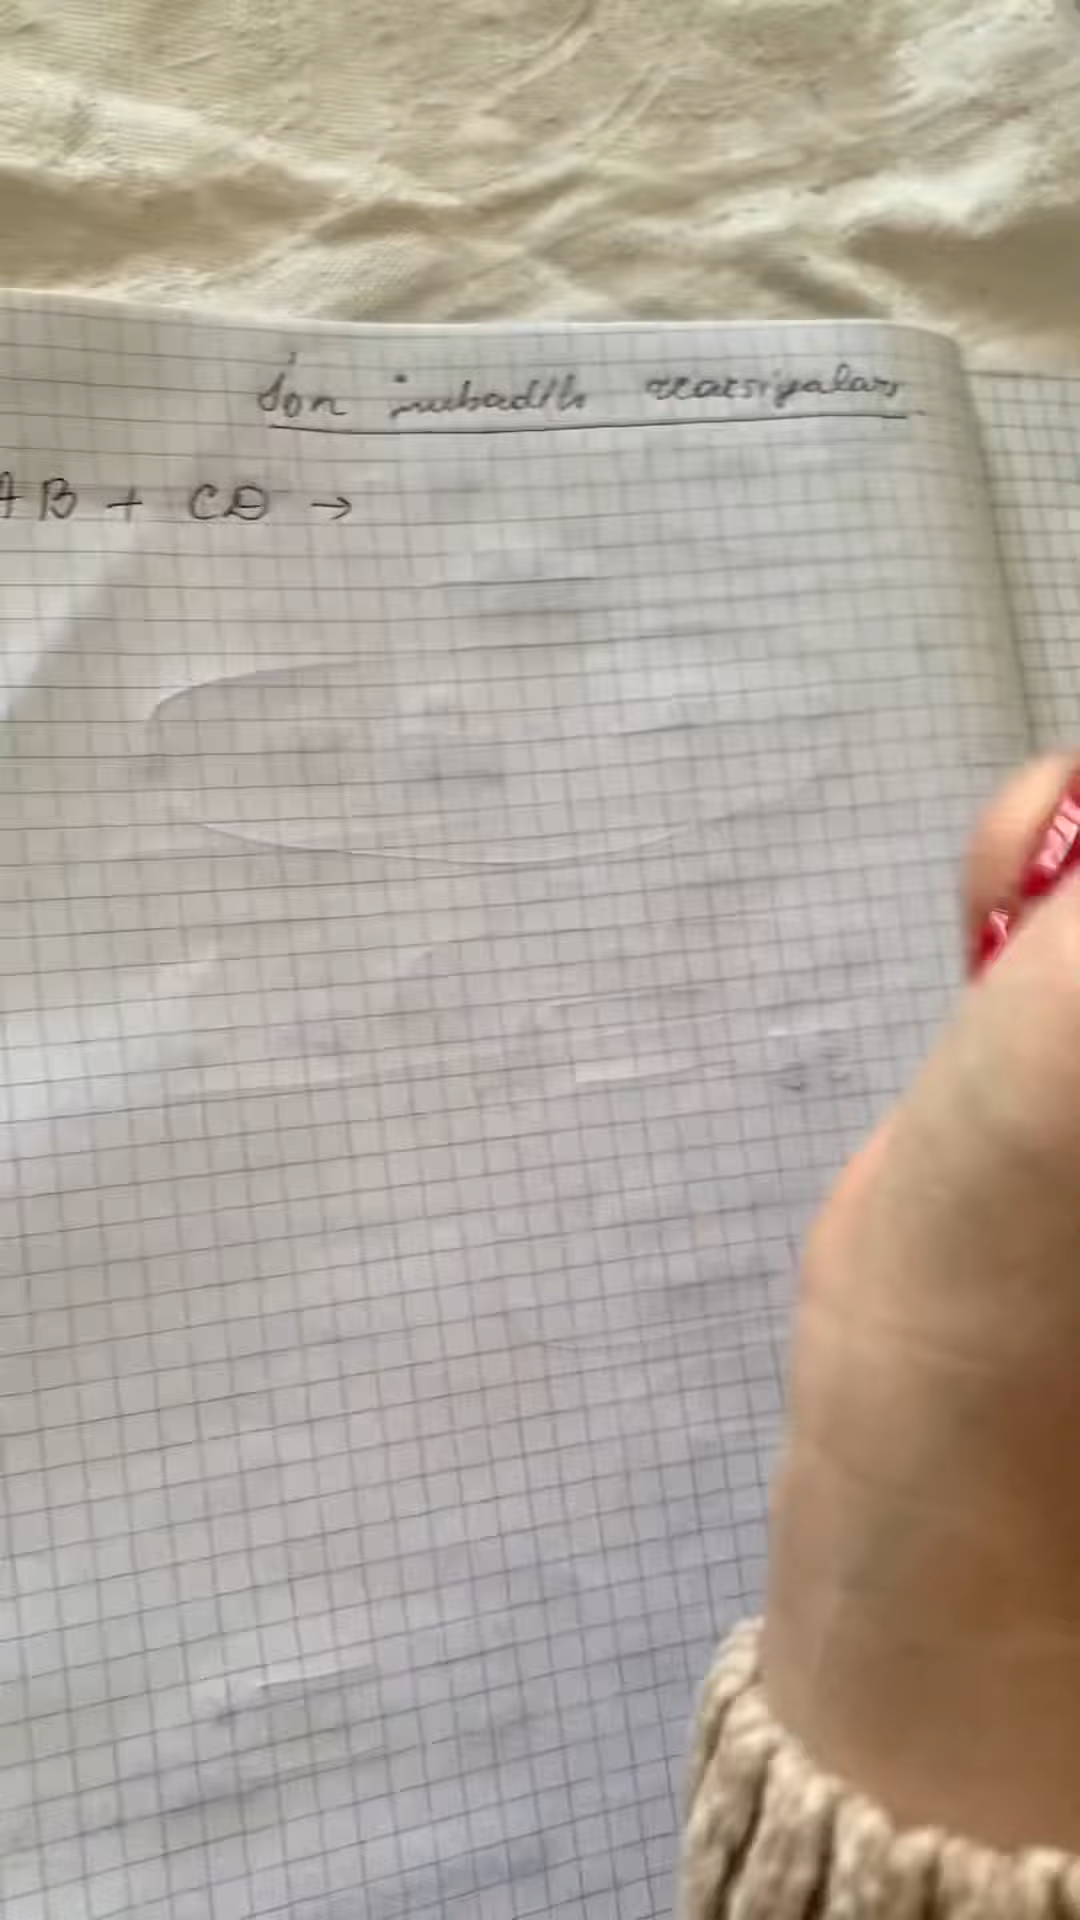 İon mübadilə reaksiyaları
AB + CD →